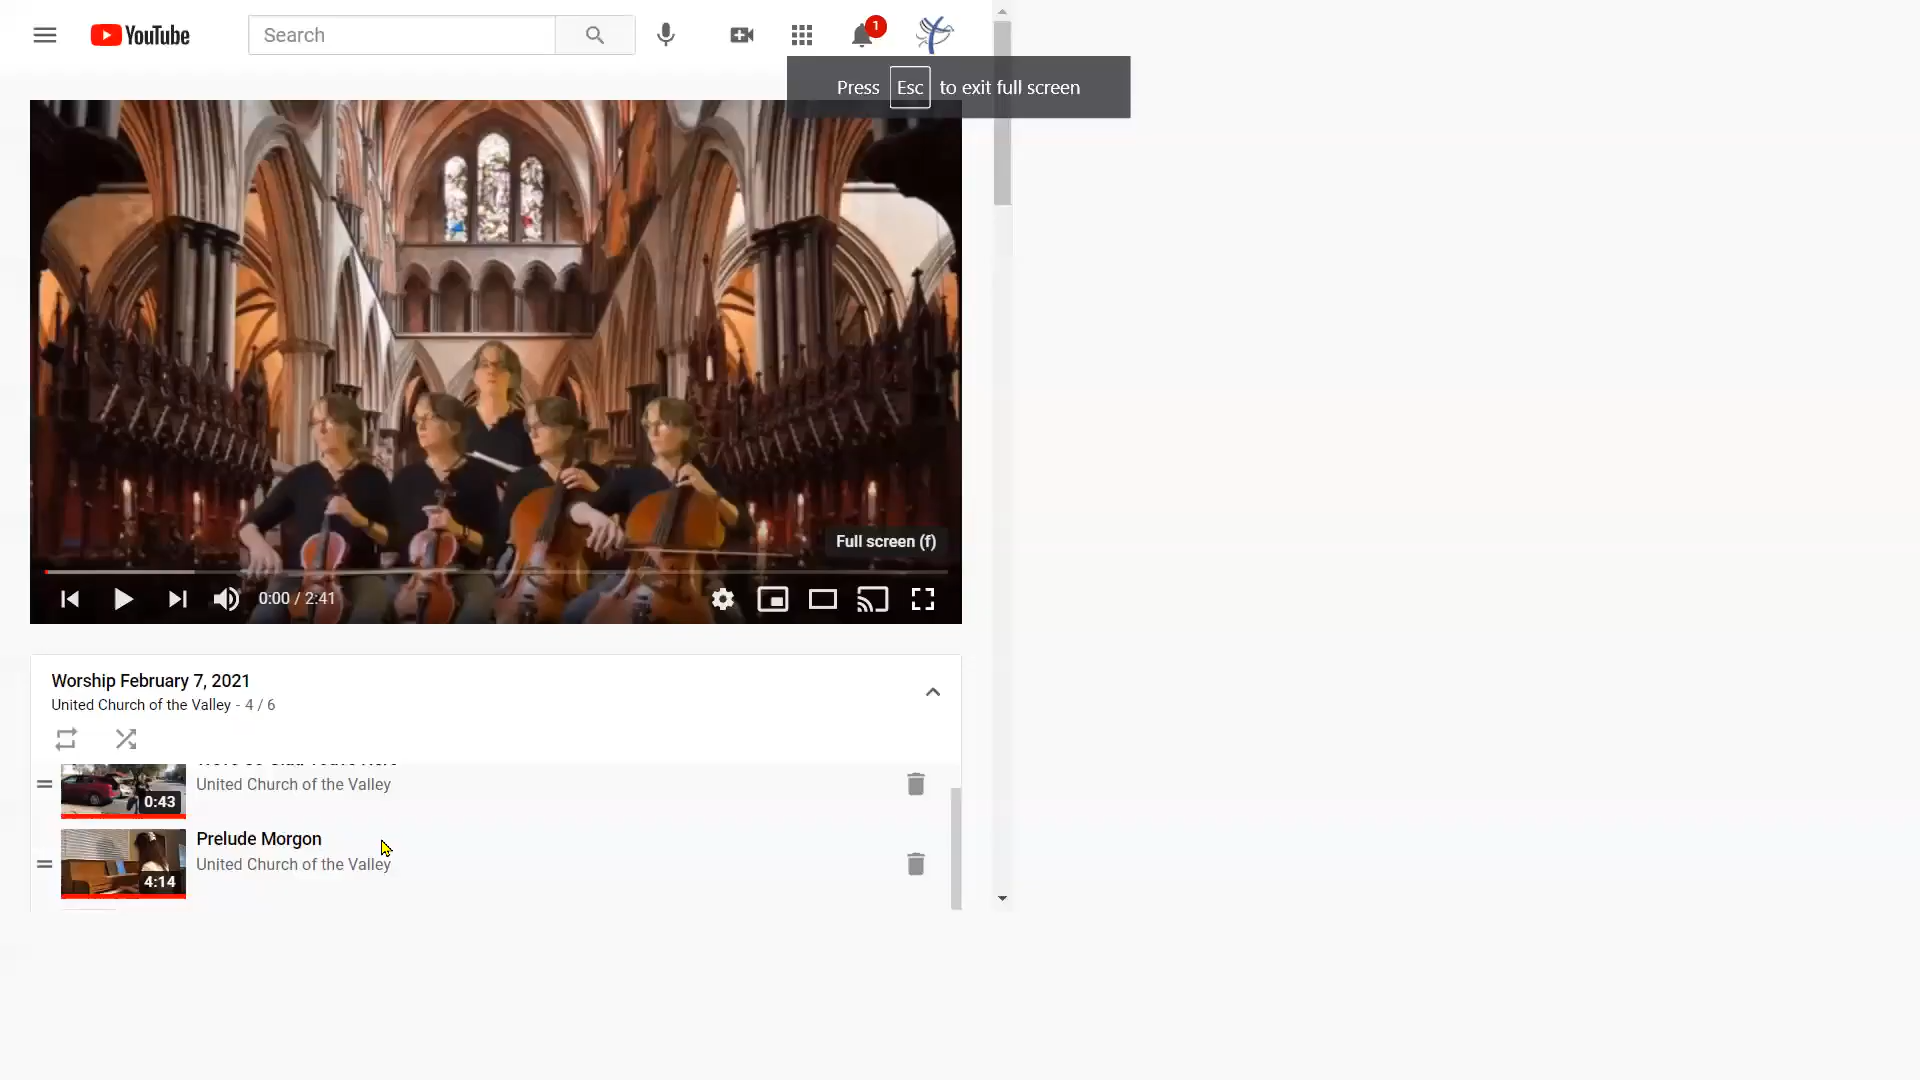 YouTube
Search
1
Press Esc to exit full screen
Full screen (f)
0:00 / 2:41
Worship February 7, 2021
United Church of the Valley - 4 / 6
United Church of the Valley
0:43
Prelude Morgon
United Church of the Valley
4:14